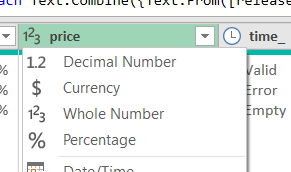 ach Text.Combine({Text.From([release
1²3 price time_
1.2 Decimal Number
$ Currency
1²3 Whole Number
% Percentage
Date/Time
% Valid
% Error
% Empty